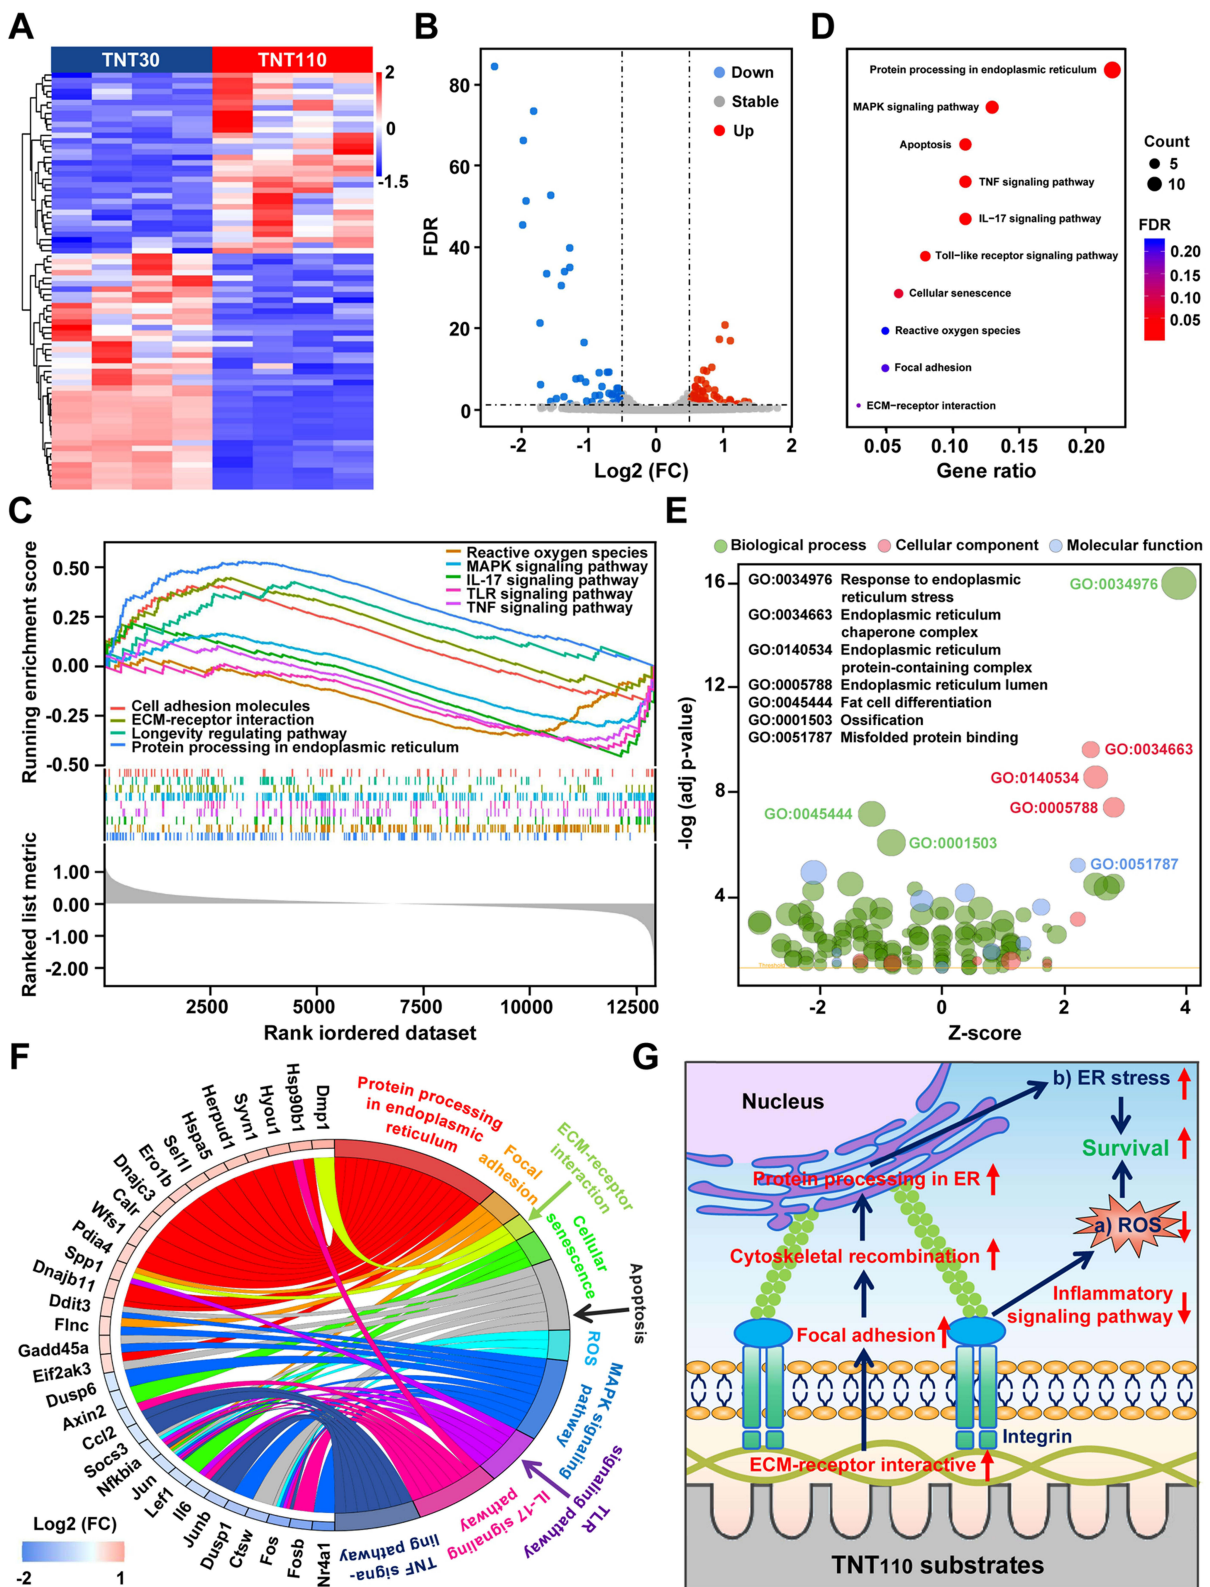 A
TNT30
TNT110
2
0
-1.5
B
Down
Stable
Up
80
60
40
20
0
FDR
-2
-1
0
1
2
Log2 (FC)
D
Protein processing in endoplasmic reticulum
MAPK signaling pathway
Apoptosis
TNF signaling pathway
IL−17 signaling pathway
Toll−like receptor signaling pathway
Cellular senescence
Reactive oxygen species
Focal adhesion
ECM−receptor interaction
0.05
0.10
0.15
0.20
Gene ratio
Count
5
10
FDR
0.20
0.15
0.10
0.05
C
Running enrichment score
0.50
0.25
0.00
-0.25
-0.50
Reactive oxygen species
MAPK signaling pathway
IL-17 signaling pathway
TLR signaling pathway
TNF signaling pathway
Cell adhesion molecules
ECM-receptor interaction
Longevity regulating pathway
Protein processing in endoplasmic reticulum
Ranked list metric
1.00
0.00
-1.00
-2.00
2500
5000
7500
10000
12500
Rank iordered dataset
E
Biological process
Cellular component
Molecular function
GO:0034976 Response to endoplasmic
reticulum stress
GO:0034663 Endoplasmic reticulum
chaperone complex
GO:0140534 Endoplasmic reticulum
protein-containing complex
GO:0005788 Endoplasmic reticulum lumen
GO:0045444 Fat cell differentiation
GO:0001503 Ossification
GO:0051787 Misfolded protein binding
GO:0034976
GO:0034663
GO:0140534
GO:0005788
GO:0045444
GO:0001503
GO:0051787
Threshold
16
12
8
4
-log (adj p-value)
-2
0
2
4
Z-score
F
Protein processing
in endoplasmic
reticulum
Focal
adhesion
ECM-receptor
interaction
Cellular
senescence
Apoptosis
ROS
MAPK signaling
pathway
TLR
signaling pathway
IL-17 signaling
pathway
TNF signa-
ling pathway
Dmp1
Hsp90b1
Hyou1
Syvn1
Herpud1
Hspa5
Sel1l
Ero1b
Dnajc3
Calr
Wfs1
Pdia4
Spp1
Dnajb11
Ddit3
Flnc
Gadd45a
Eif2ak3
Dusp6
Axin2
Ccl2
Socs3
Nfkbia
Jun
Lef1
Il6
Junb
Dusp1
Ctsw
Fos
Fosb
Nr4a1
Log2 (FC)
-2
1
G
Nucleus
b) ER stress
Survival
Protein processing in ER
a) ROS
Cytoskeletal recombination
Inflammatory
signaling pathway
Focal adhesion
Integrin
ECM-receptor interactive
TNT110 substrates